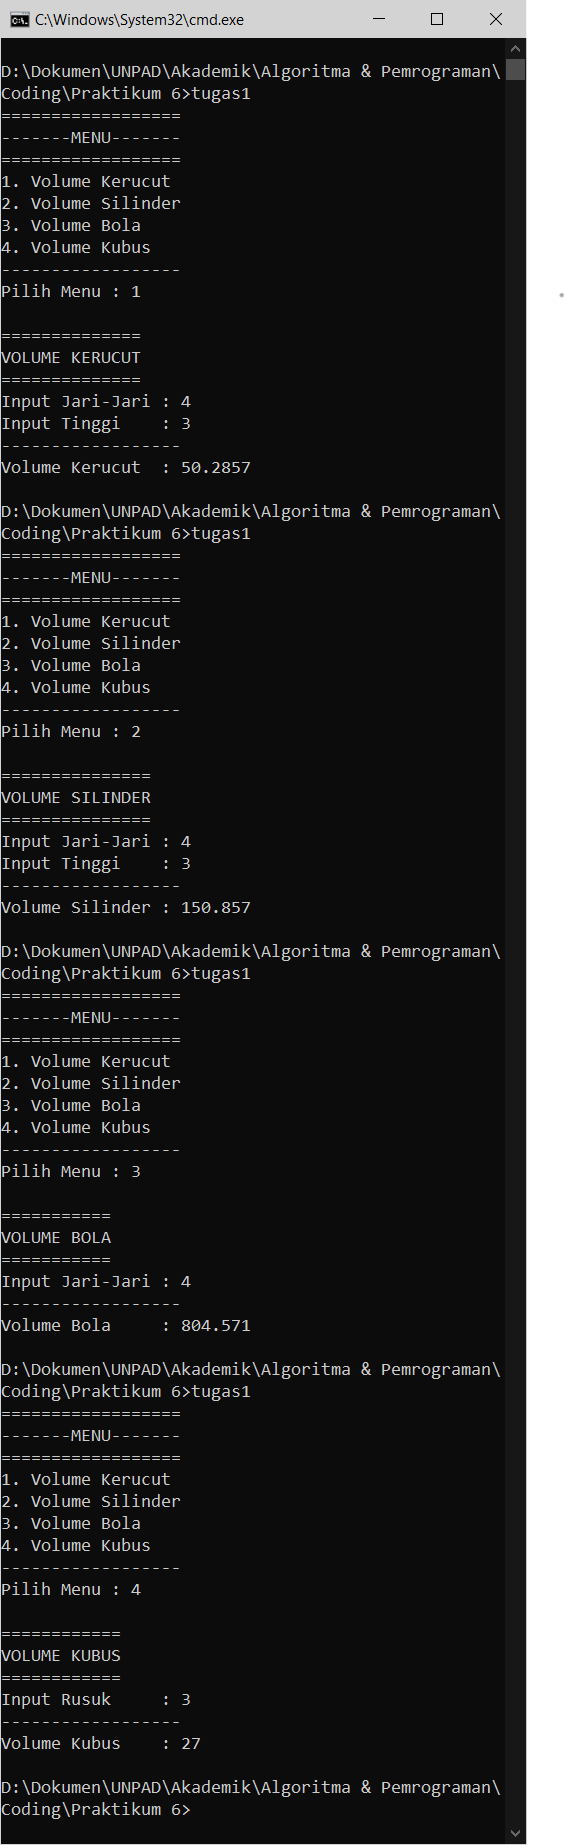 C:\Windows\System32\cmd.exe
D:\Dokumen\UNPAD\Akademik\Algoritma & Pemrograman\
Coding\Praktikum 6>tugas1
==================
-------MENU-------
==================
1. Volume Kerucut
2. Volume Silinder
3. Volume Bola
4. Volume Kubus
------------------
Pilih Menu : 1

==============
VOLUME KERUCUT
==============
Input Jari-Jari : 4
Input Tinggi    : 3
------------------
Volume Kerucut  : 50.2857

D:\Dokumen\UNPAD\Akademik\Algoritma & Pemrograman\
Coding\Praktikum 6>tugas1
==================
-------MENU-------
==================
1. Volume Kerucut
2. Volume Silinder
3. Volume Bola
4. Volume Kubus
------------------
Pilih Menu : 2

===============
VOLUME SILINDER
===============
Input Jari-Jari : 4
Input Tinggi    : 3
------------------
Volume Silinder : 150.857

D:\Dokumen\UNPAD\Akademik\Algoritma & Pemrograman\
Coding\Praktikum 6>tugas1
==================
-------MENU-------
==================
1. Volume Kerucut
2. Volume Silinder
3. Volume Bola
4. Volume Kubus
------------------
Pilih Menu : 3

===========
VOLUME BOLA
===========
Input Jari-Jari : 4
------------------
Volume Bola     : 804.571

D:\Dokumen\UNPAD\Akademik\Algoritma & Pemrograman\
Coding\Praktikum 6>tugas1
==================
-------MENU-------
==================
1. Volume Kerucut
2. Volume Silinder
3. Volume Bola
4. Volume Kubus
------------------
Pilih Menu : 4

============
VOLUME KUBUS
============
Input Rusuk     : 3
------------------
Volume Kubus    : 27

D:\Dokumen\UNPAD\Akademik\Algoritma & Pemrograman\
Coding\Praktikum 6>